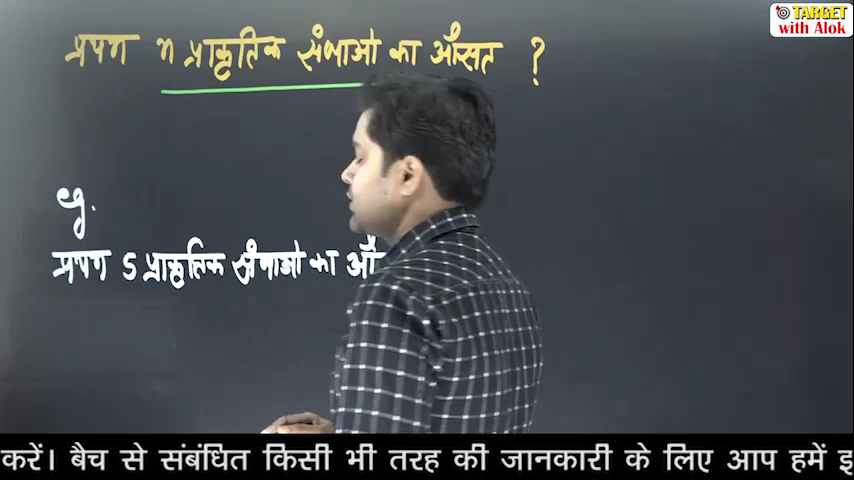 प्रथम n प्राकृतिक संख्याओ का औसत ?
TARGET
with Alok
eg.
प्रथम 5 प्राकृतिक संख्याओ का औ
करें। बैच से संबंधित किसी भी तरह की जानकारी के लिए आप हमें इ